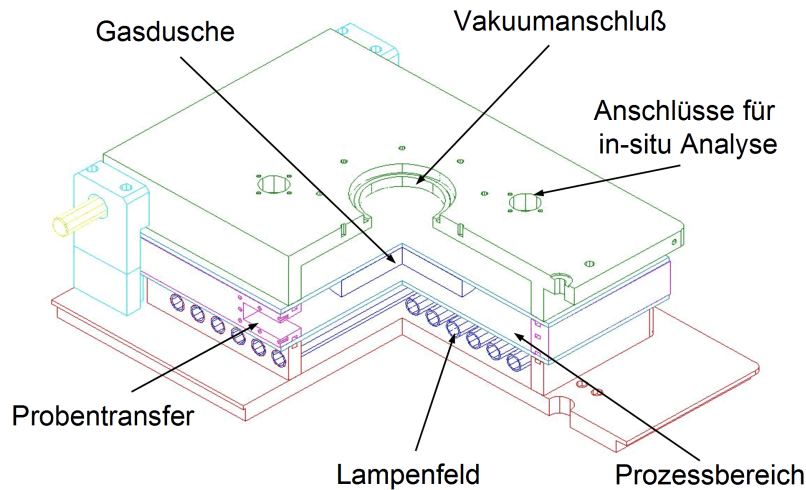 Gasdusche
Vakuumanschluß
Anschlüsse für
in-situ Analyse
Probentransfer
Lampenfeld
Prozessbereich